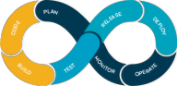 PLAN
CODE
BUILD
TEST
RELEASE
DEPLOY
OPERATE
MONITOR